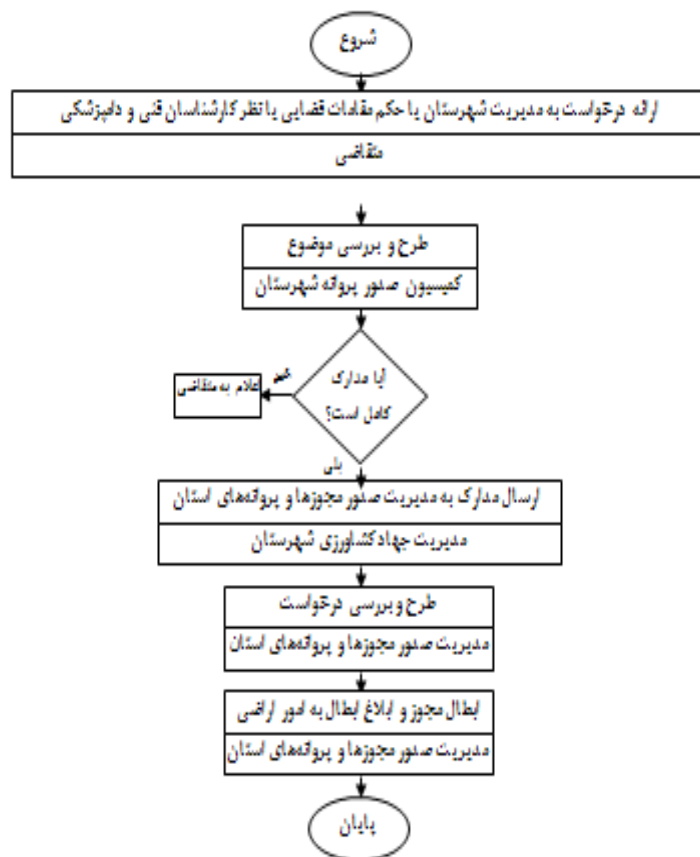 شروع
ارائه درخواست به مدیریت شهرستان یا حکم مقامات قضایی یا نظر کارشناسان فنی و دامپزشکی
متقاضی
طرح و بررسی موضوع
کمیسیون صدور پروانه شهرستان
آیا مدارک
کامل است؟
خیر
اعلام به متقاضی
بلی
ارسال مدارک به مدیریت صدور مجوزها و پروانه‌های استان
مدیریت جهاد کشاورزی شهرستان
طرح و بررسی درخواست
مدیریت صدور مجوزها و پروانه‌های استان
ابطال مجوز و ابلاغ ابطال به امور اراضی
مدیریت صدور مجوزها و پروانه‌های استان
پایان